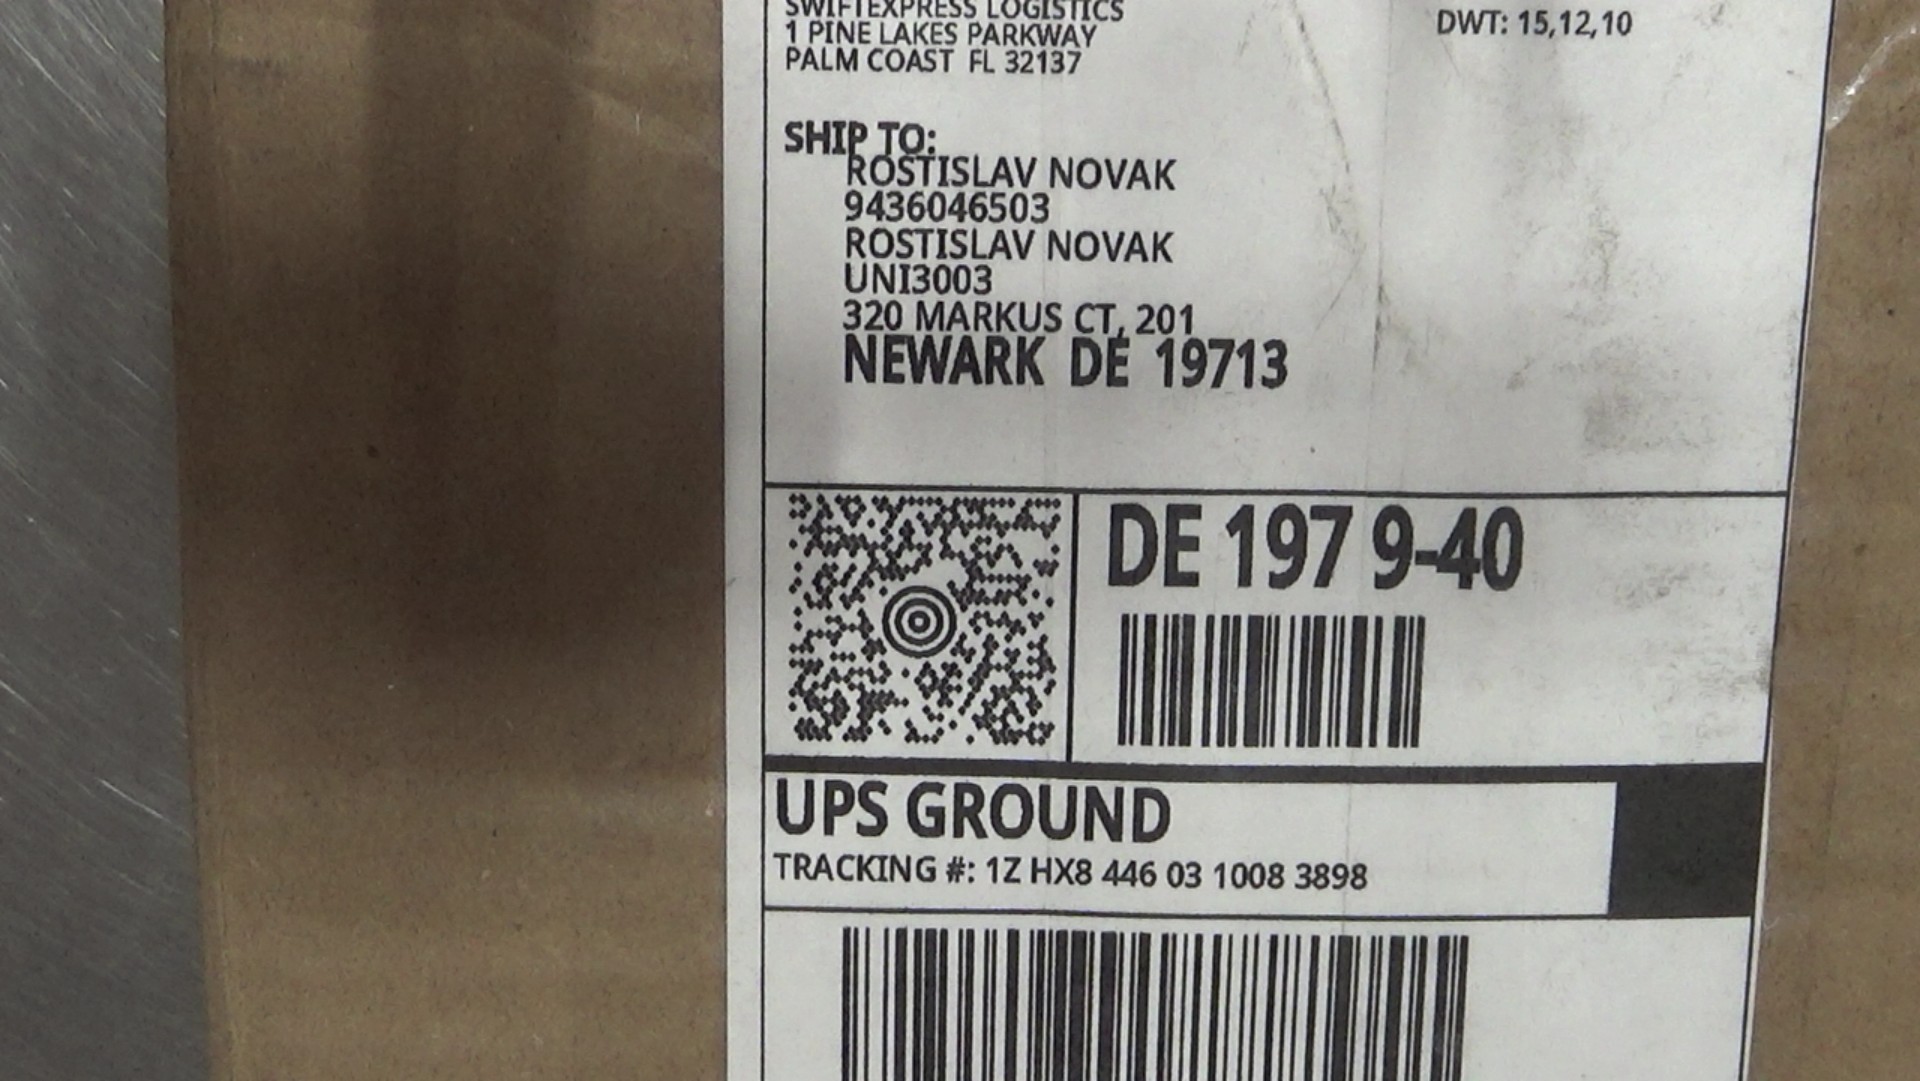 SWIFTEXPRESS LOGISTICS
1 PINE LAKES PARKWAY
PALM COAST FL 32137
DWT: 15,12,10
SHIP TO:
ROSTISLAV NOVAK
9436046503
ROSTISLAV NOVAK
UNI3003
320 MARKUS CT, 201
NEWARK DE 19713
DE 197 9-40
UPS GROUND
TRACKING #: 1Z HX8 446 03 1008 3898